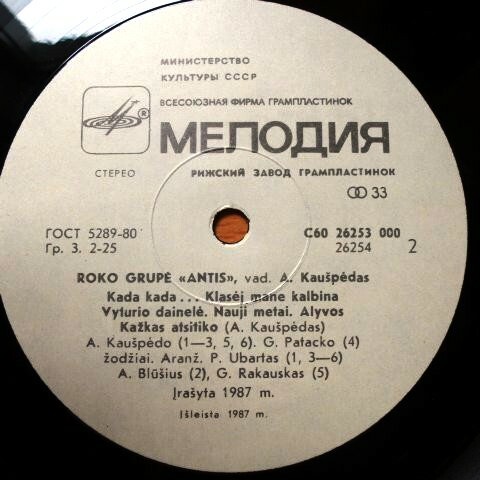 МИНИСТЕРСТВО
КУЛЬТУРЫ СССР
ВСЕСОЮЗНАЯ ФИРМА ГРАМПЛАСТИНОК
® МЕЛОДИЯ
СТЕРЕО РИЖСКИЙ ЗАВОД ГРАМПЛАСТИНОК
33
ГОСТ 5289-80 С60 26253 000
Гр. 3. 2-25 26254 2
ROKO GRUPĖ «ANTIS», vad. A. Kaušpėdas
Kada kada... Klasėj mane kalbina
Vyturio dainelė. Nauji metai. Alyvos
Kažkas atsitiko (A. Kaušpėdas)
A. Kaušpėdo (1—3, 5, 6). G. Patacko (4)
žodžiai. Aranž. P. Ubartas (1, 3—6)
A. Blūšius (2), G. Rakauskas (5)
Įrašyta 1987 m.
Išleista 1987 m.